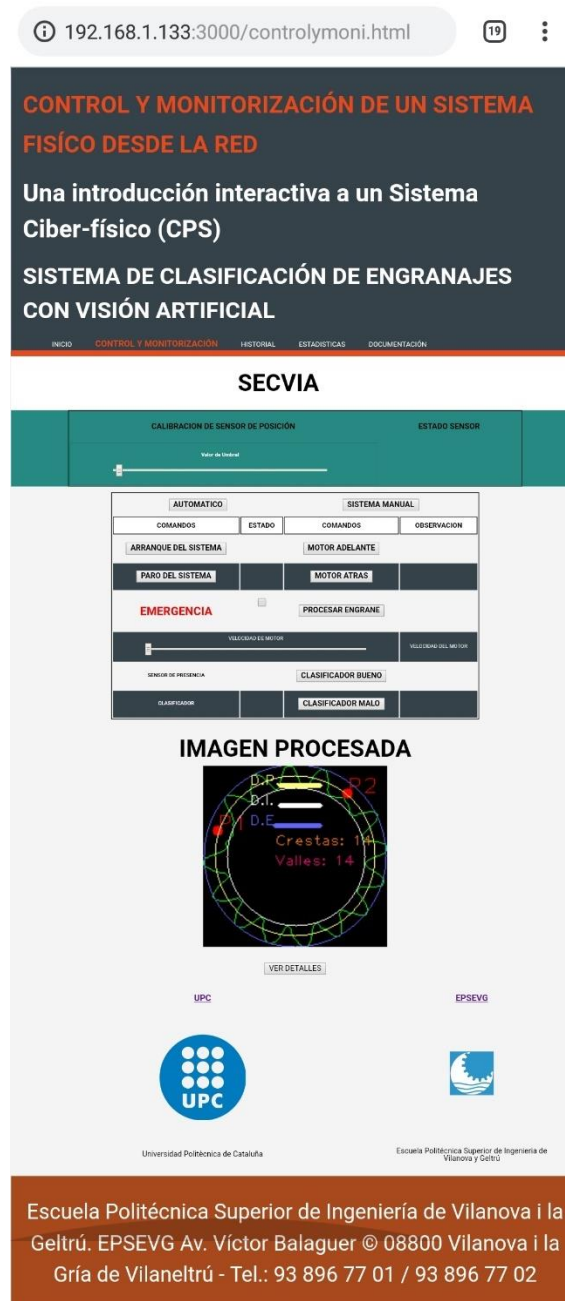 192.168.1.133:3000/controlymoni.html
19
CONTROL Y MONITORIZACIÓN DE UN SISTEMA
FISÍCO DESDE LA RED
Una introducción interactiva a un Sistema
Ciber-físico (CPS)
SISTEMA DE CLASIFICACIÓN DE ENGRANAJES
CON VISIÓN ARTIFICIAL
INICIO CONTROL Y MONITORIZACIÓN HISTORIAL ESTADISTICAS DOCUMENTACIÓN
SECVIA
CALIBRACION DE SENSOR DE POSICIÓN ESTADO SENSOR
Valor de Umbral
AUTOMATICO SISTEMA MANUAL
COMANDOS ESTADO COMANDOS OBSERVACION
ARRANQUE DEL SISTEMA MOTOR ADELANTE
PARO DEL SISTEMA MOTOR ATRAS
EMERGENCIA PROCESAR ENGRANE
VELOCIDAD DE MOTOR VELOCIDAD DEL MOTOR
SENSOR DE PRESENCIA CLASIFICADOR BUENO
CLASIFICADOR CLASIFICADOR MALO
IMAGEN PROCESADA
D.P. P2
D.I.
P1 D.E
Crestas: 14
Valles: 14
VER DETALLES
UPC EPSEVG
UPC
Universidad Politècnica de Cataluña Escuela Politécnica Superior de Ingenieria de
Vilanova y Geltrú
Escuela Politécnica Superior de Ingeniería de Vilanova i la
Geltrú. EPSEVG Av. Víctor Balaguer © 08800 Vilanova i la
Gría de Vilaneltrú - Tel.: 93 896 77 01 / 93 896 77 02